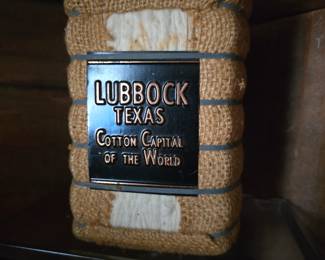 LUBBOCK
TEXAS
COTTON CAPITAL
OF THE WORLD